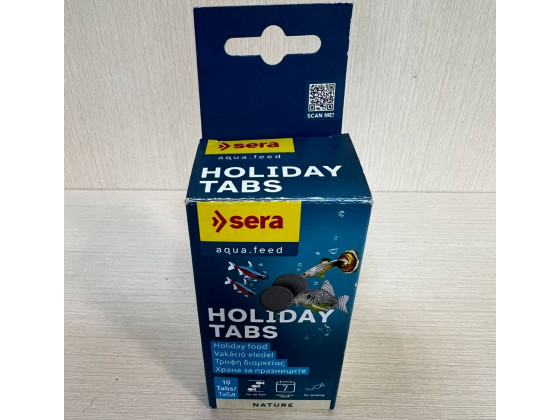 SCAN ME!
sera
aqua.feed
HOLIDAY
TABS
sera
aqua.feed
HOLIDAY
TABS
Holiday food
Vakáció eledel
Τροφή διαρκείας
Храна за празниците
10
Tabs/
Табл
7
NATURE